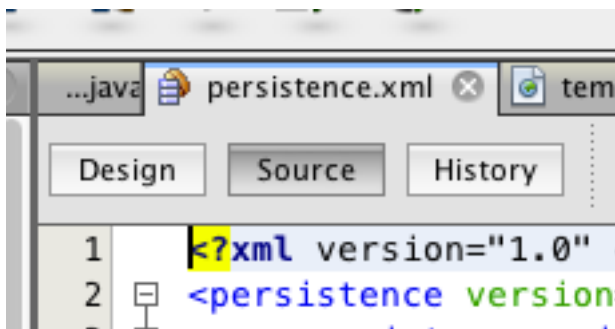 ...java persistence.xml tem
Design Source History
1 <?xml version="1.0"
2 <persistence version